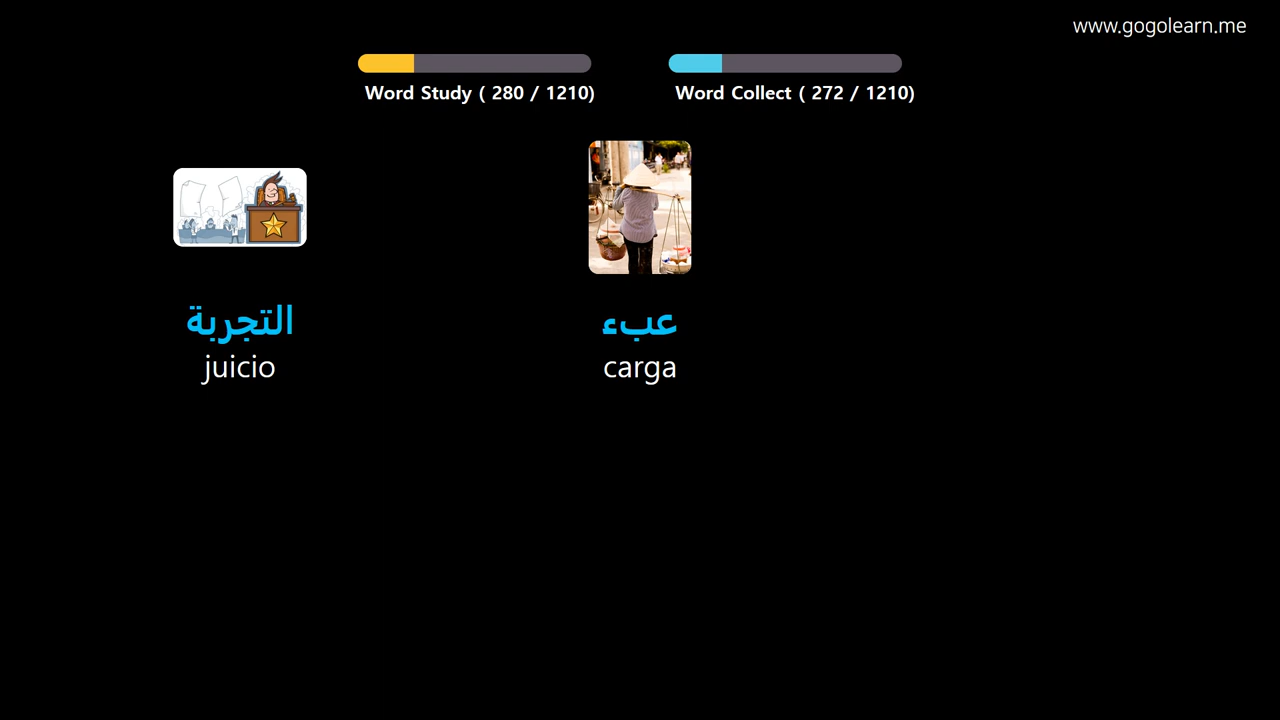 www.gogolearn.me
Word Study ( 280 / 1210)
Word Collect ( 272 / 1210)
التجربة
juicio
عبء
carga